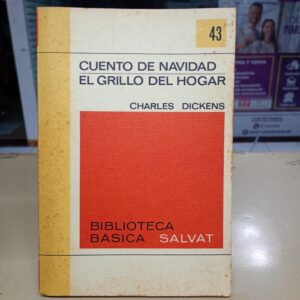 43
CUENTO DE NAVIDAD
EL GRILLO DEL HOGAR
CHARLES DICKENS
BIBLIOTECA
BASICA SALVAT